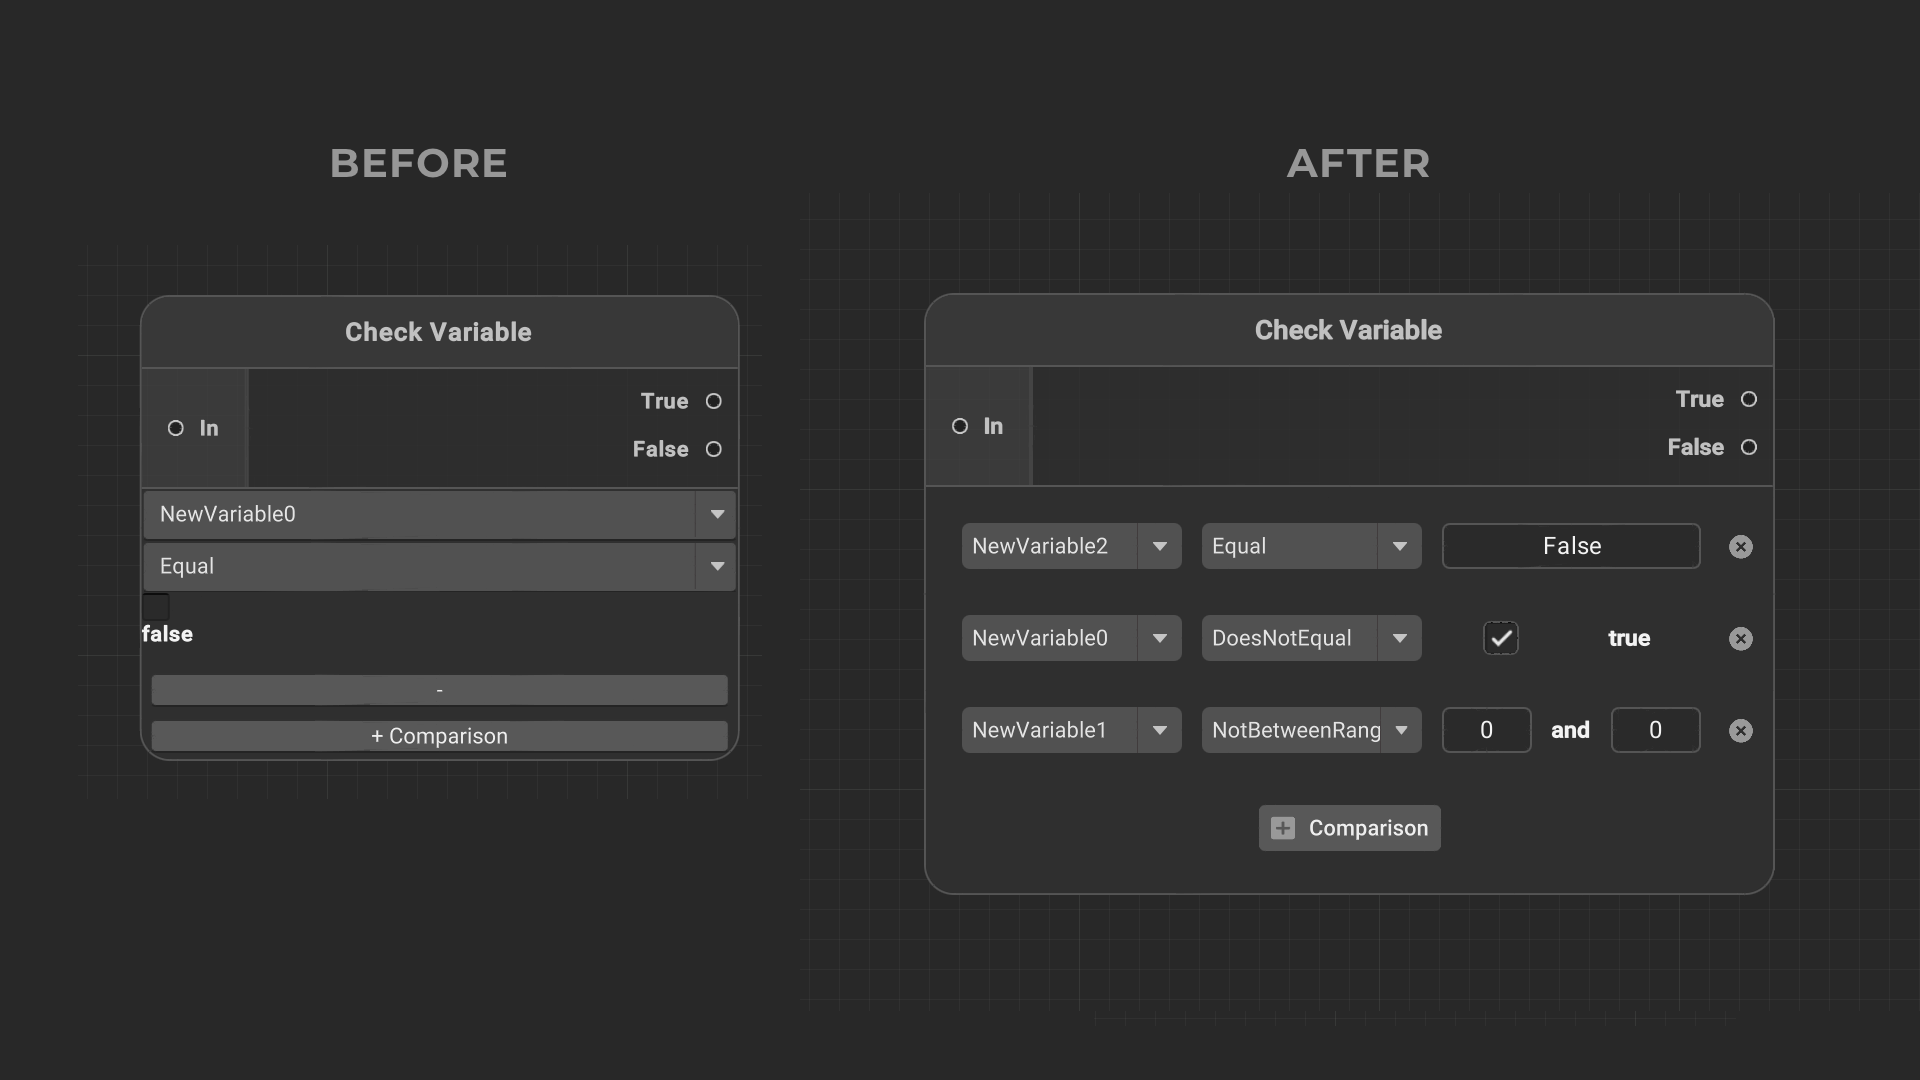 BEFORE
Check Variable
In
True
False
NewVariable0
Equal
false
-
+ Comparison
AFTER
Check Variable
In
True
False
NewVariable2 Equal False
NewVariable0 DoesNotEqual true
NewVariable1 NotBetweenRang 0 and 0
Comparison